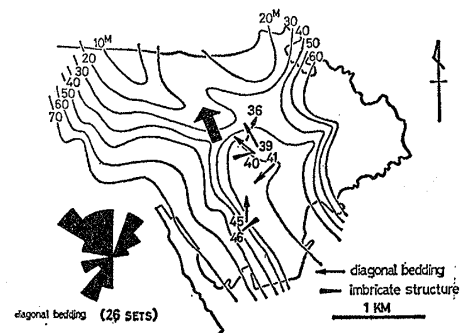 10M
20
30
40
50
60
70
20M
30
40
50
60
36
39
40
41
45
46
diagonal bedding
imbricate structure
1 KM
diagonal bedding (26 SETS)